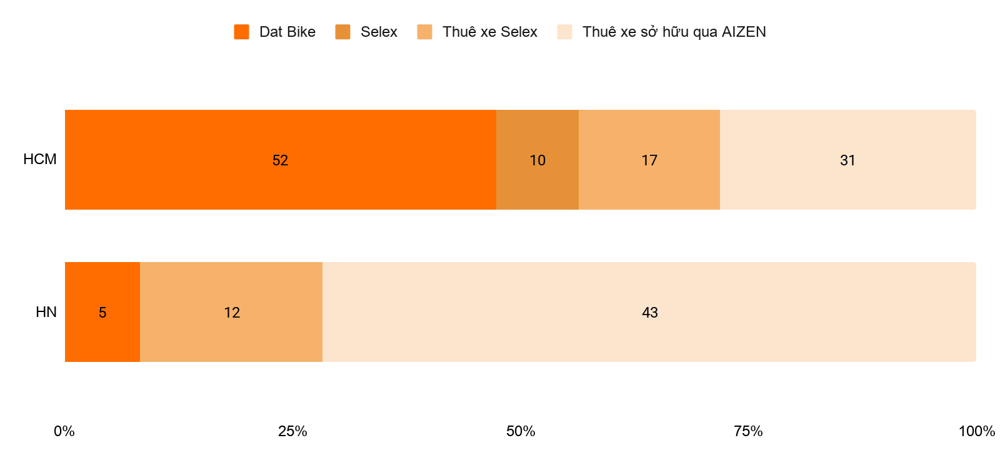 Dat Bike Selex Thuê xe Selex Thuê xe sở hữu qua AIZEN
HCM 52 10 17 31
HN 5 12 43
0% 25% 50% 75% 100%